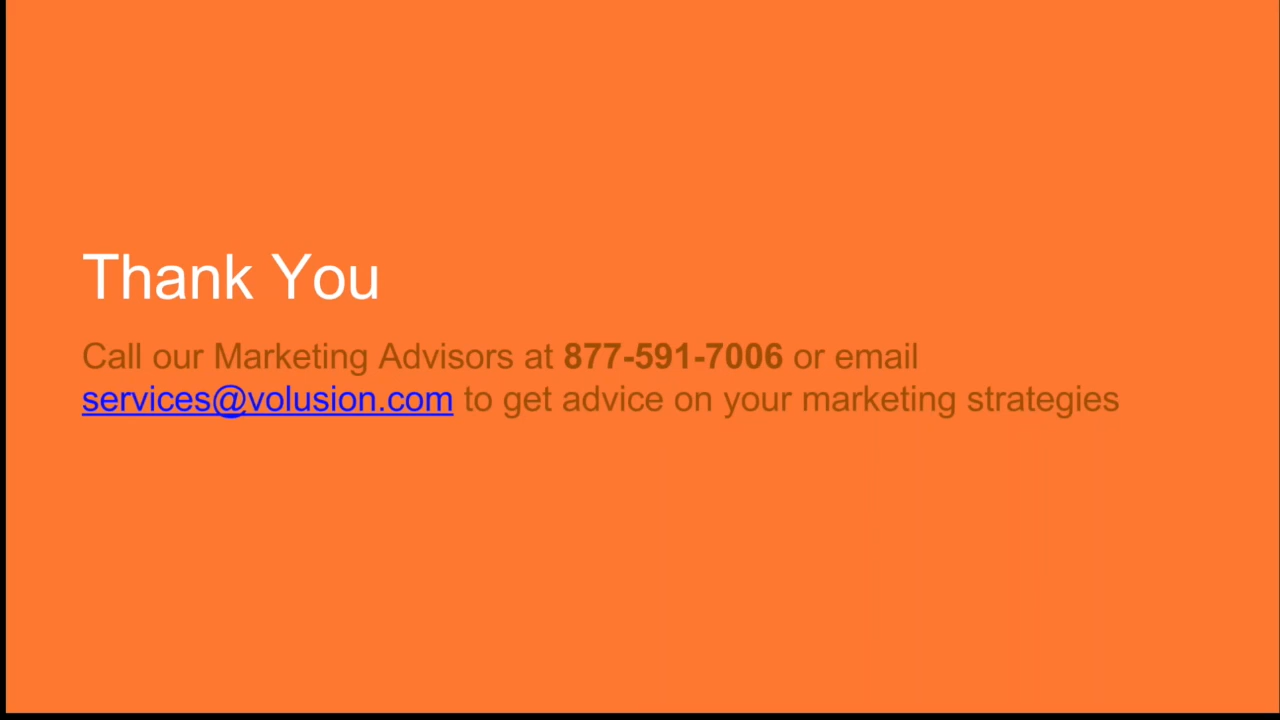 Thank You
Call our Marketing Advisors at 877-591-7006 or email
services@volusion.com to get advice on your marketing strategies